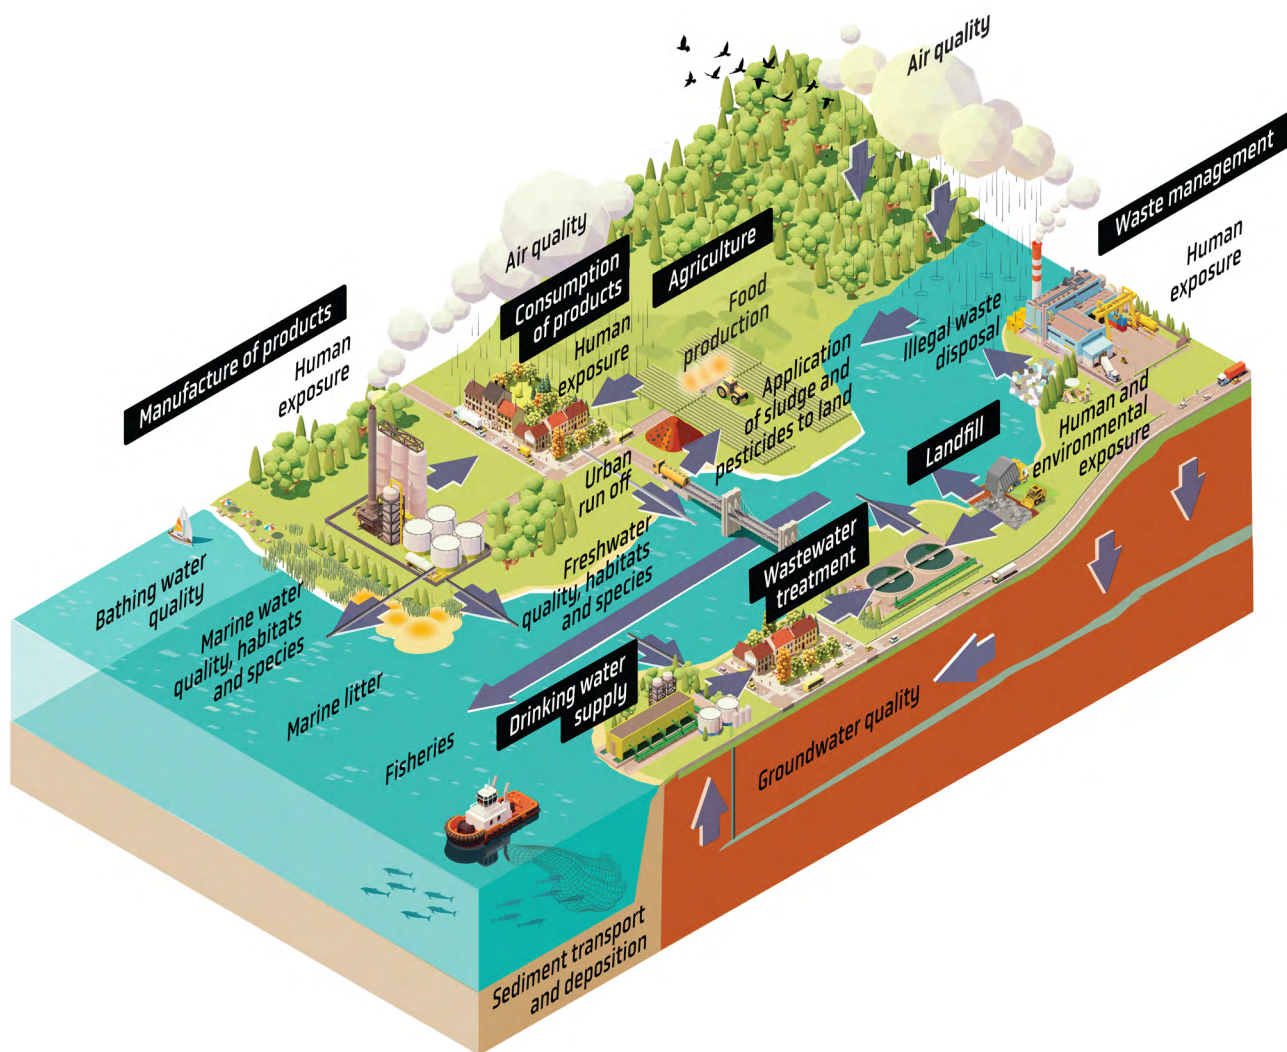 Air quality
Waste management
Human
exposure
Air quality
Consumption
of products
Human
exposure
Agriculture
Food
production
Manufacture of products
Human
exposure
Illegal waste
disposal
Application
of sludge and
pesticides to land
Human and
environmental
exposure
Landfill
Urban
run off
Freshwater
quality, habitats
and species
Wastewater
treatment
Bathing water
quality
Marine water
quality, habitats
and species
Marine litter
Fisheries
Drinking water
supply
Groundwater quality
Sediment transport
and deposition